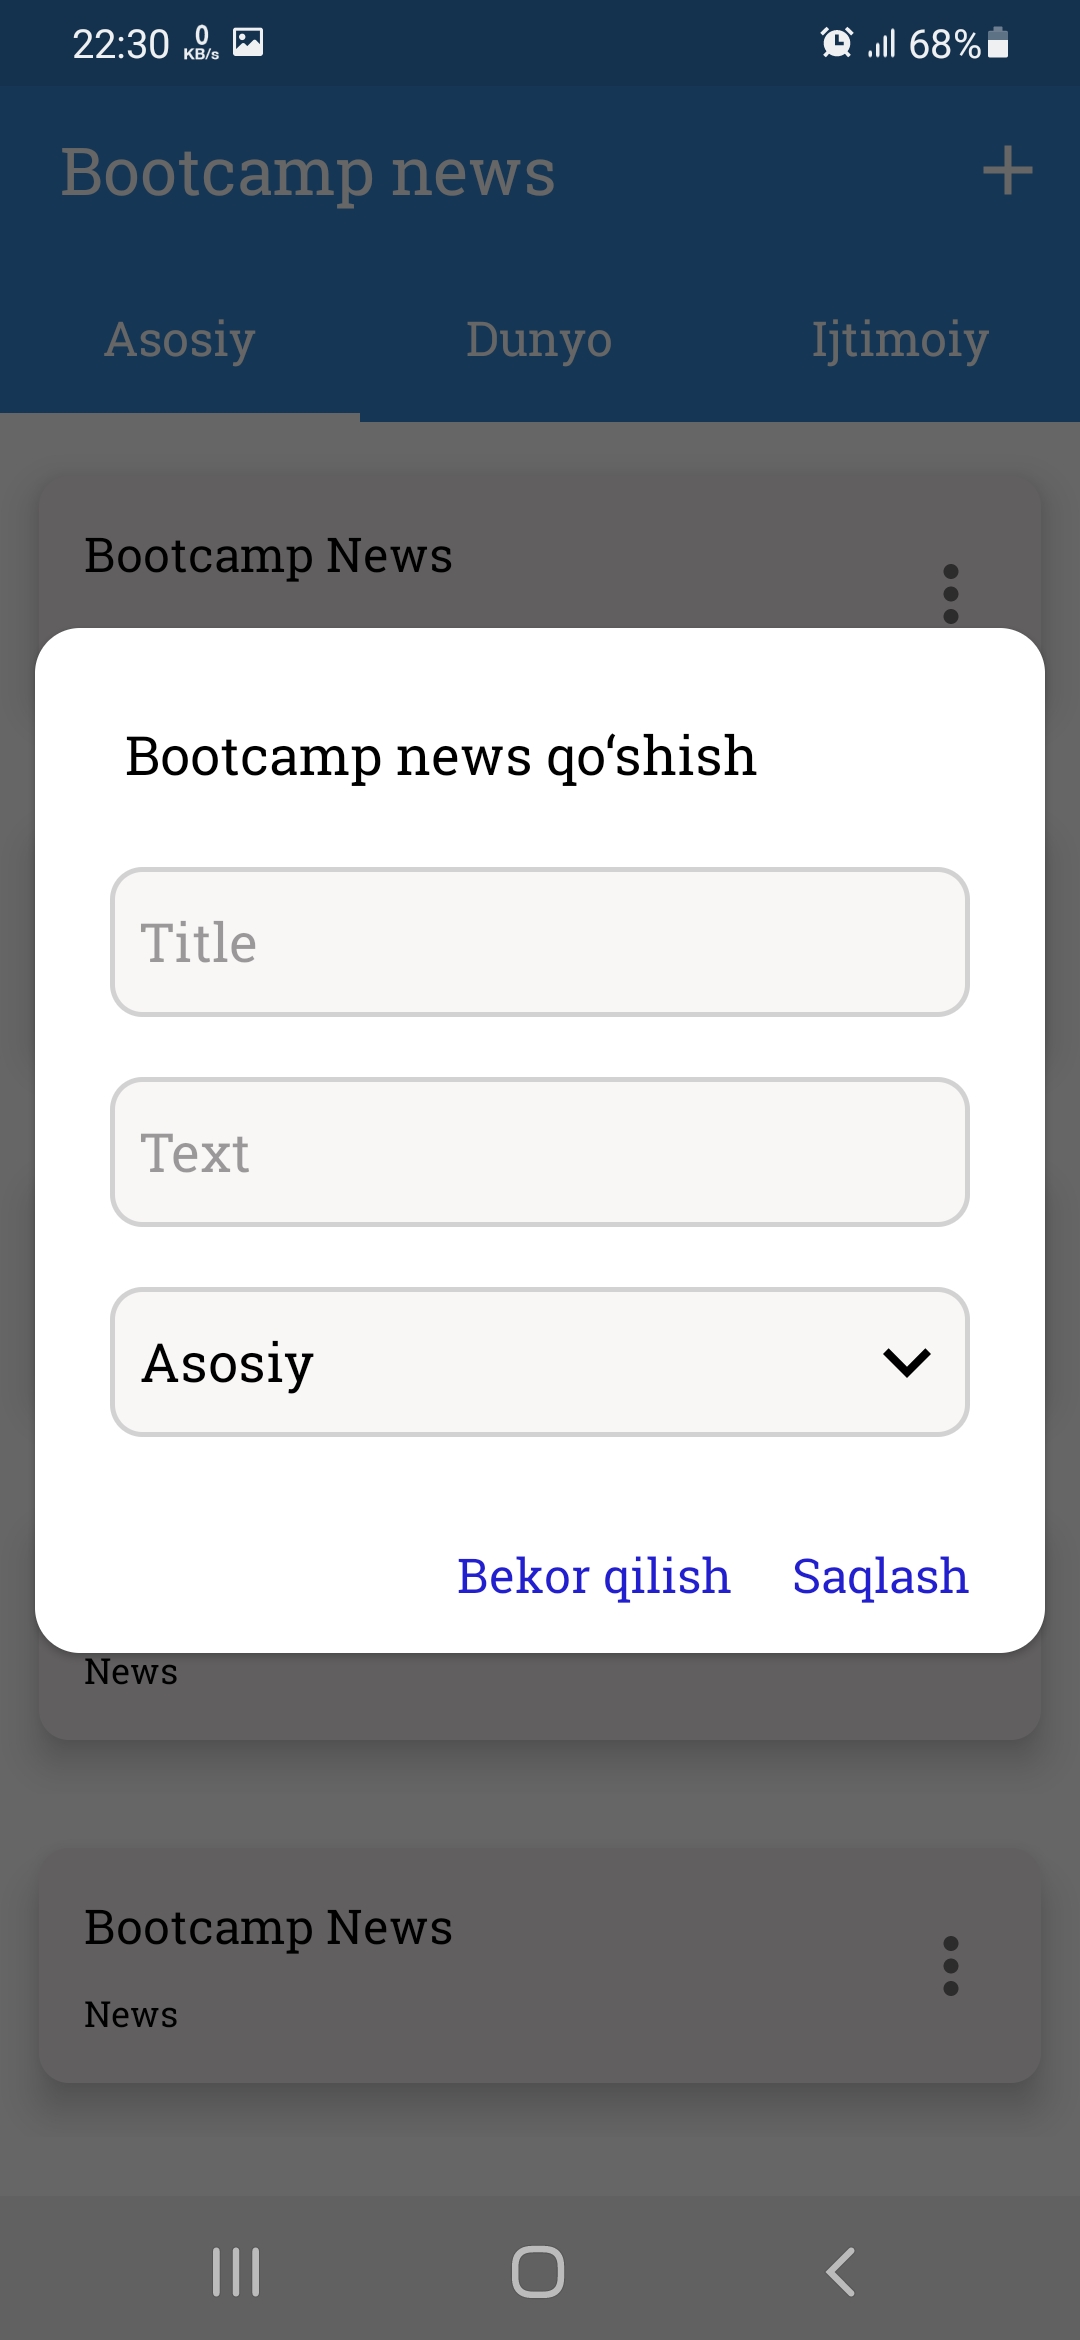 22:30 0 KB/s 68%
Bootcamp news
Asosiy Dunyo Ijtimoiy
Bootcamp News
Bootcamp news qo‘shish
Title
Text
Asosiy
Bekor qilish Saqlash
News
Bootcamp News
News